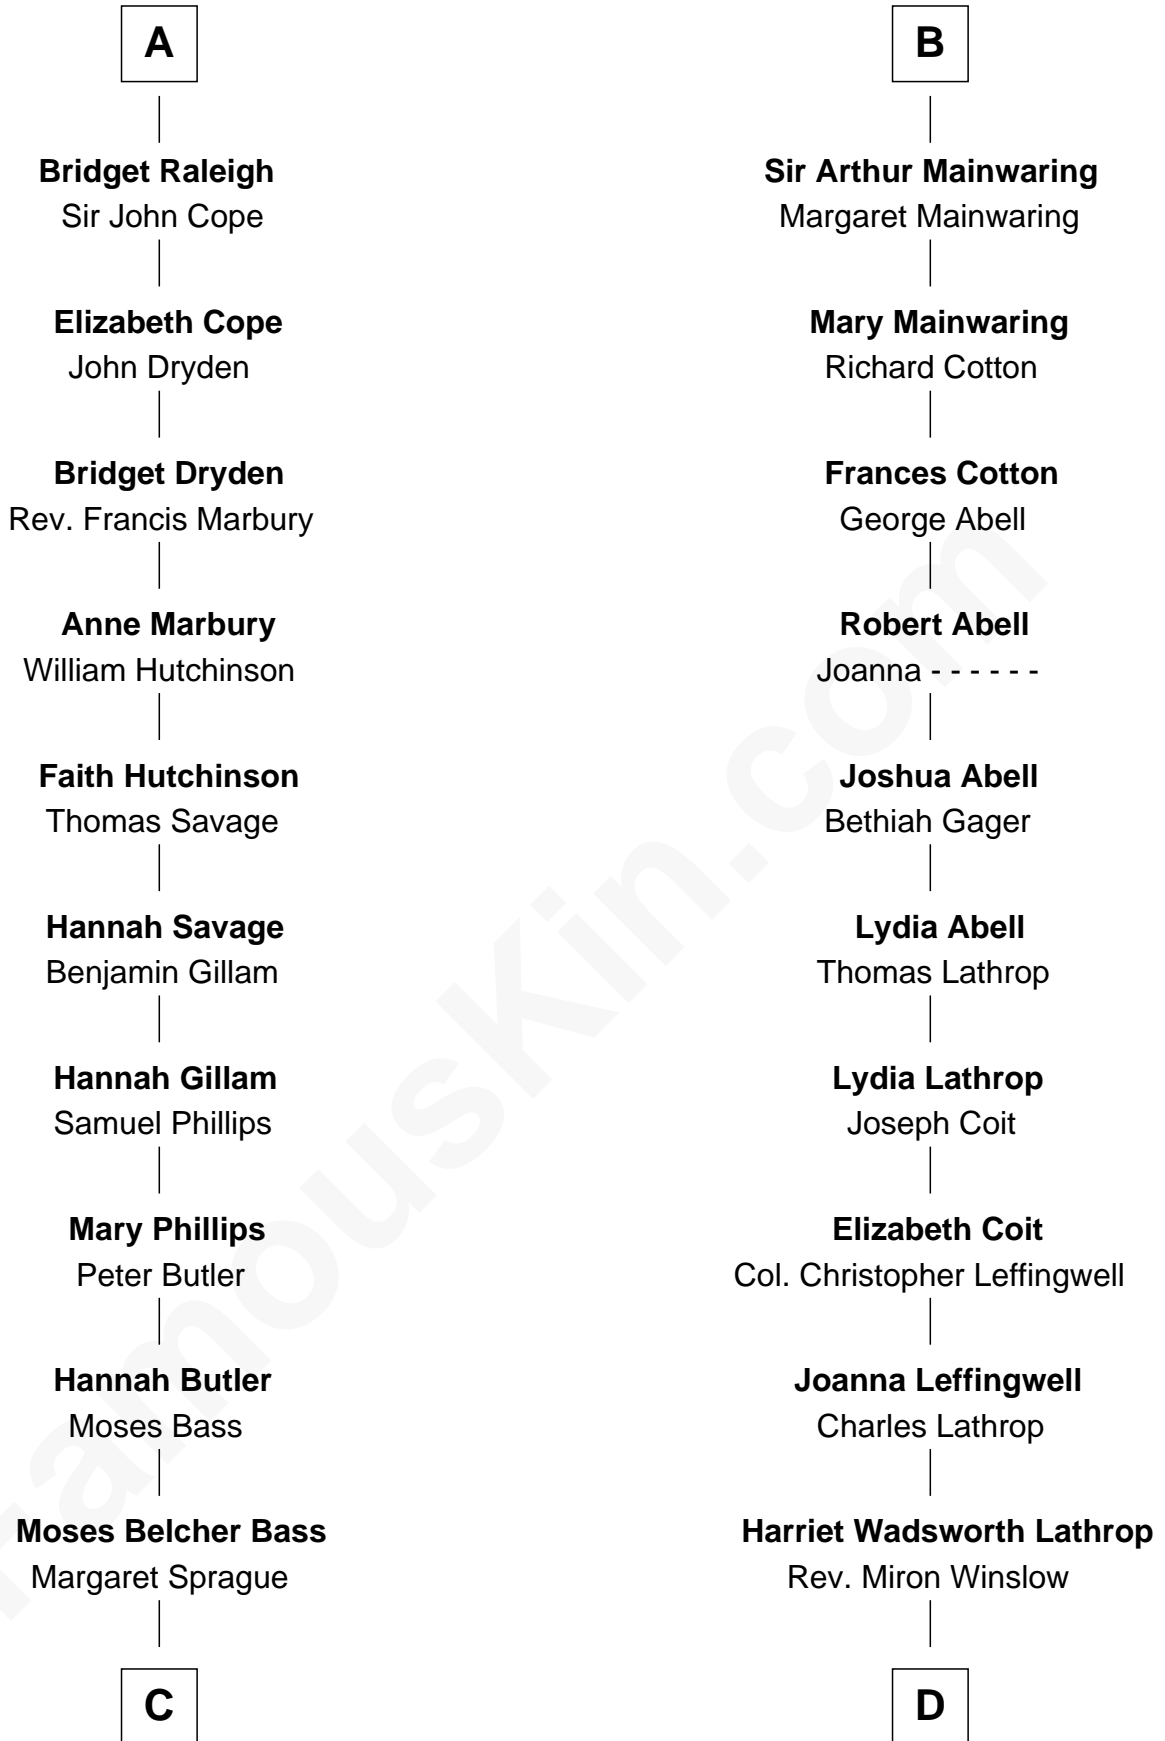 A
Bridget Raleigh
Sir John Cope
Elizabeth Cope
John Dryden
Bridget Dryden
Rev. Francis Marbury
Anne Marbury
William Hutchinson
Faith Hutchinson
Thomas Savage
Hannah Savage
Benjamin Gillam
Hannah Gillam
Samuel Phillips
Mary Phillips
Peter Butler
Hannah Butler
Moses Bass
Moses Belcher Bass
Margaret Sprague
C
B
Sir Arthur Mainwaring
Margaret Mainwaring
Mary Mainwaring
Richard Cotton
Frances Cotton
George Abell
Robert Abell
Joanna - - - - - -
Joshua Abell
Bethiah Gager
Lydia Abell
Thomas Lathrop
Lydia Lathrop
Joseph Coit
Elizabeth Coit
Col. Christopher Leffingwell
Joanna Leffingwell
Charles Lathrop
Harriet Wadsworth Lathrop
Rev. Miron Winslow
D
FamousKin.com